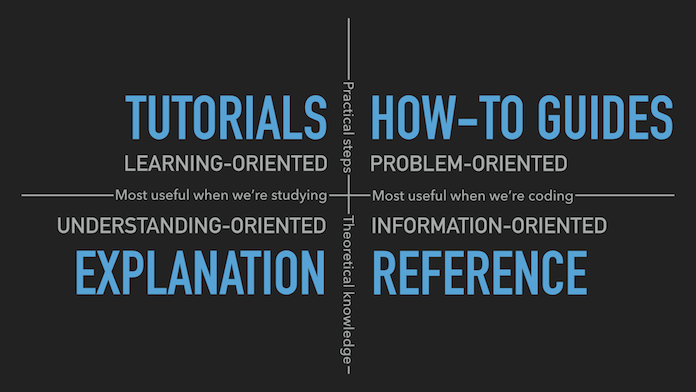 Practical steps
TUTORIALS
HOW-TO GUIDES
LEARNING-ORIENTED
PROBLEM-ORIENTED
Most useful when we're studying
Most useful when we're coding
UNDERSTANDING-ORIENTED
INFORMATION-ORIENTED
EXPLANATION
REFERENCE
Theoretical knowledge